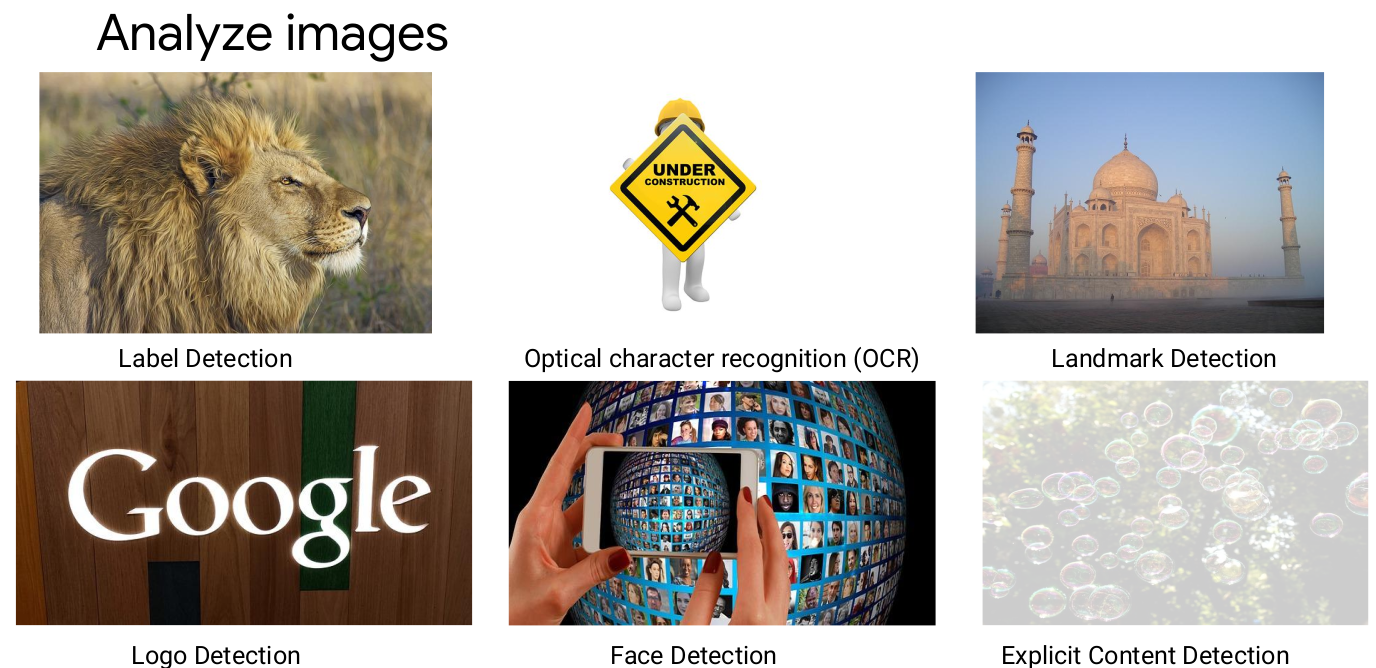 Analyze images
UNDER
CONSTRUCTION
Label Detection
Optical character recognition (OCR)
Landmark Detection
Google
Logo Detection
Face Detection
Explicit Content Detection